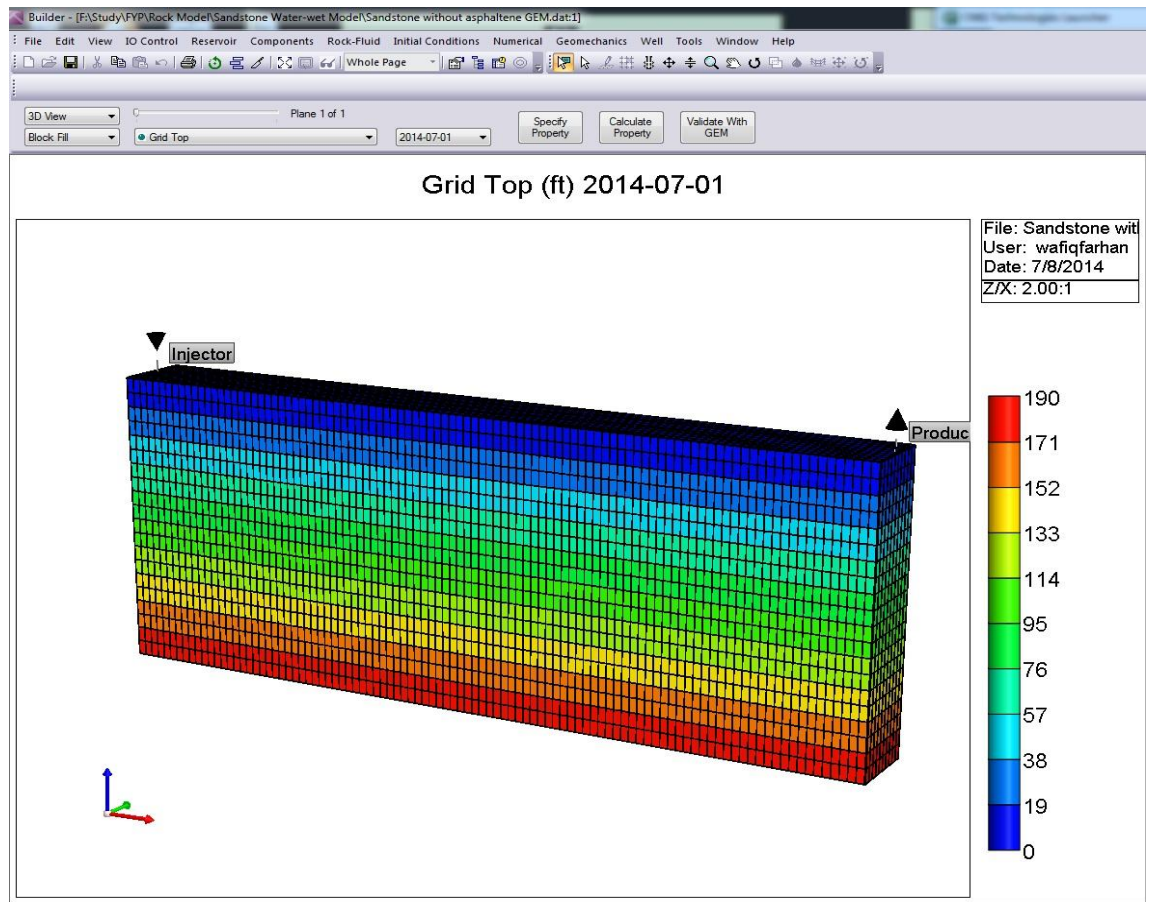 Builder - [F:\Study\FYP\Rock Model\Sandstone Water-wet Model\Sandstone without asphaltene GEM.dat:1]
File Edit View IO Control Reservoir Components Rock-Fluid Initial Conditions Numerical Geomechanics Well Tools Window Help
Whole Page
3D View Plane 1 of 1
Block Fill Grid Top 2014-07-01
Specify Property
Calculate Property
Validate With GEM
Grid Top (ft) 2014-07-01
File: Sandstone wit
User: wafiqfarhan
Date: 7/8/2014
Z/X: 2.00:1
Injector
Produc
190
171
152
133
114
95
76
57
38
19
0